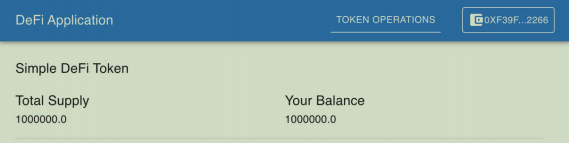 DeFi Application
TOKEN OPERATIONS
0XF39F...2266
Simple DeFi Token
Total Supply
Your Balance
1000000.0
1000000.0